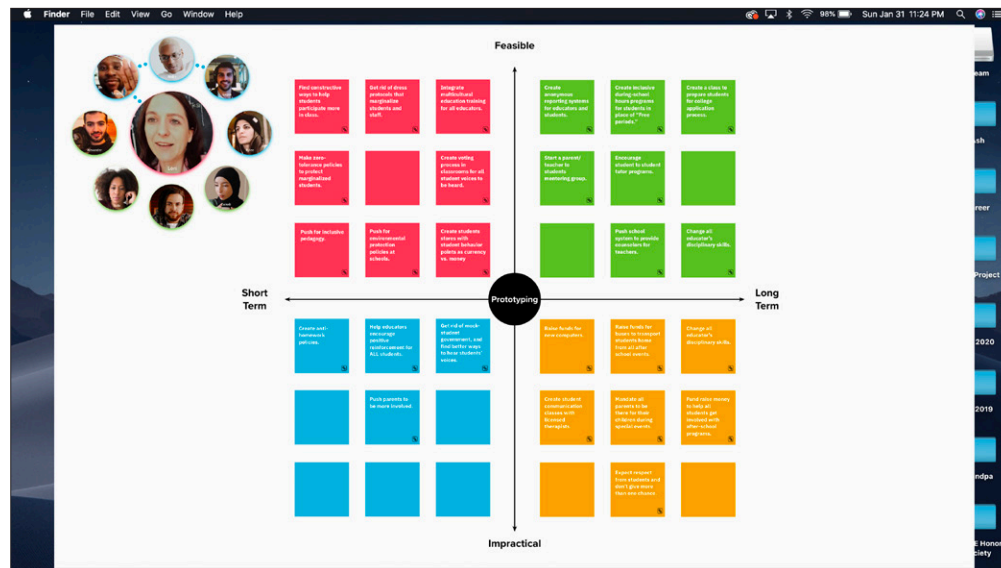 Finder File Edit View Go Window Help
98%
Sun Jan 31 11:24 PM
Feasible
Find constructive
ways to help
students
participate more
in class.
Get rid of dress
protocols that
marginalize
students and
staff.
Integrate
multicultural
education training
for all educators.
Create
anonymous
reporting systems
for educators and
students.
Create inclusive
during-school
hours programs
for students in
place of "free
periods."
Create a class to
prepare students
for college
application
process.
Make zero-
tolerance policies
to protect
marginalized
students.
Create voting
process in
classrooms for all
student voices to
be heard.
Start a parent/
teacher to
students
mentoring group.
Encourage
student to student
tutor programs.
Push for inclusive
pedagogy.
Push for
environmental
protection
policies at
schools.
Create students
stores with
student behavior
points as currency
vs. money
Push school
system to provide
counselors for
teachers.
Change all
educator's
disciplinary skills.
Short
Term
Prototyping
Long
Term
Create anti-
homework
policies.
Help educators
encourage
positive
reinforcement for
ALL students.
Get rid of mock-
student
government, and
find better ways
to hear students'
voices.
Raise funds for
new computers.
Raise funds for
buses to transport
students home
from all after
school events.
Change all
educator's
disciplinary skills.
Push parents to
be more involved.
Create student
communication
classes with
licensed
therapists.
Mandate all
parents to be
there for their
children during
special events.
Fund raise money
to help all
students get
involved with
after-school
programs.
Expect respect
from students and
don't give more
than one chance
Impractical
eam
sh
reer
Project
2020
2019
ndpa
E Honor
ciety